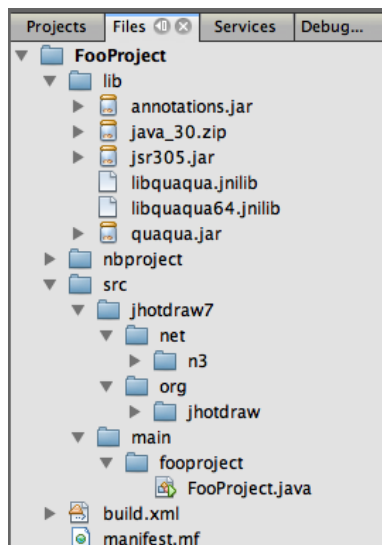 Projects Files Services Debug...
FooProject
lib
annotations.jar
java_30.zip
jsr305.jar
libquaqua.jnilib
libquaqua64.jnilib
quaqua.jar
nbproject
src
jhotdraw7
net
n3
org
jhotdraw
main
fooproject
FooProject.java
build.xml
manifest.mf